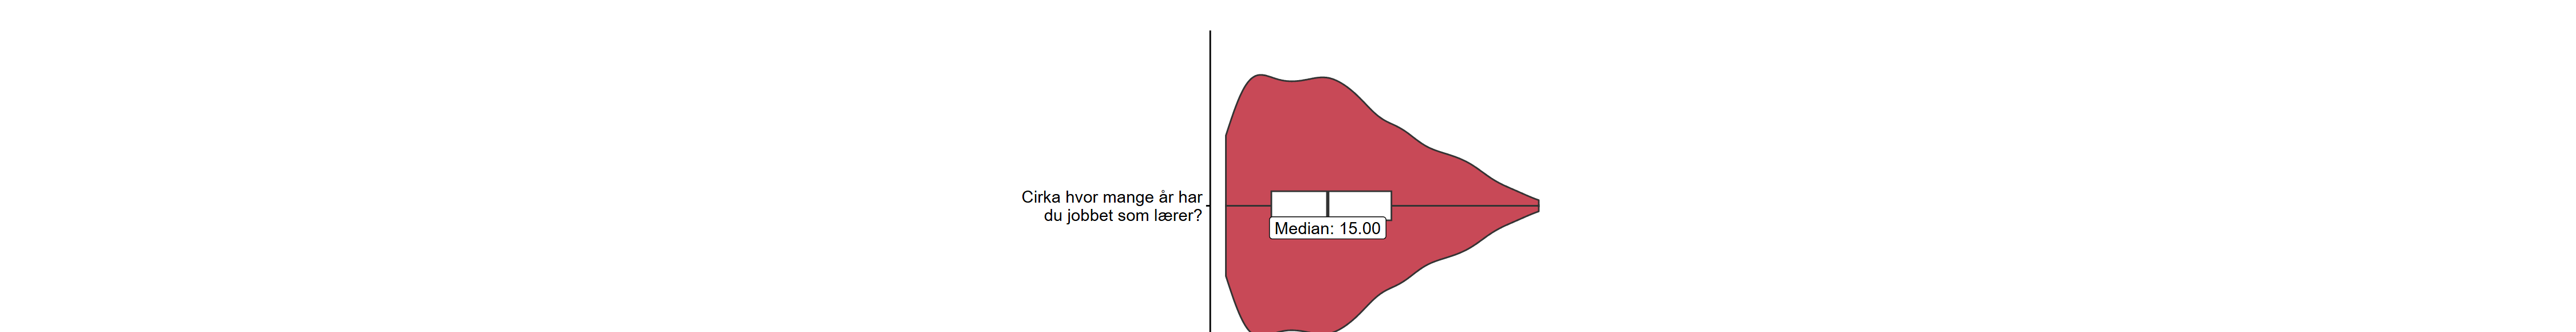 Cirka hvor mange år har
du jobbet som lærer?
Median: 15.00